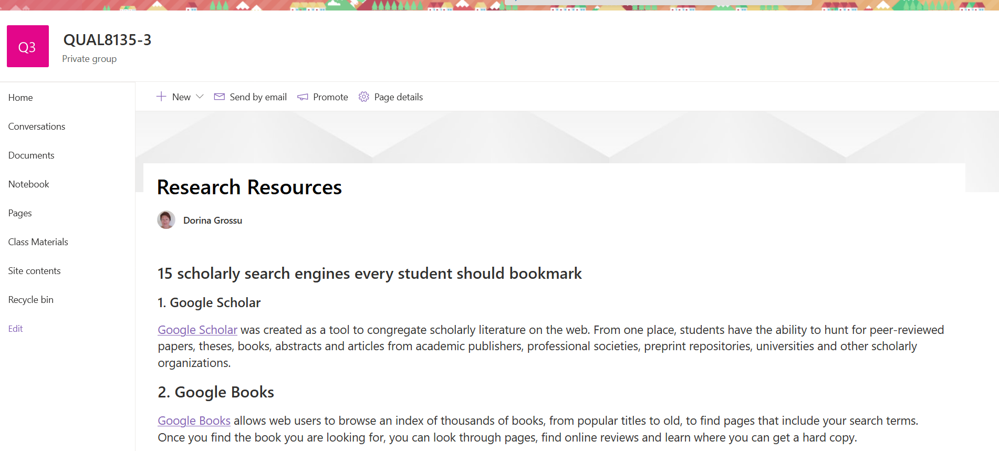 Q3
QUAL8135-3
Private group
Home
Conversations
Documents
Notebook
Pages
Class Materials
Site contents
Recycle bin
Edit
New
Send by email
Promote
Page details
Research Resources
Dorina Grossu
15 scholarly search engines every student should bookmark
1. Google Scholar
Google Scholar was created as a tool to congregate scholarly literature on the web. From one place, students have the ability to hunt for peer-reviewed
papers, theses, books, abstracts and articles from academic publishers, professional societies, preprint repositories, universities and other scholarly
organizations.
2. Google Books
Google Books allows web users to browse an index of thousands of books, from popular titles to old, to find pages that include your search terms.
Once you find the book you are looking for, you can look through pages, find online reviews and learn where you can get a hard copy.